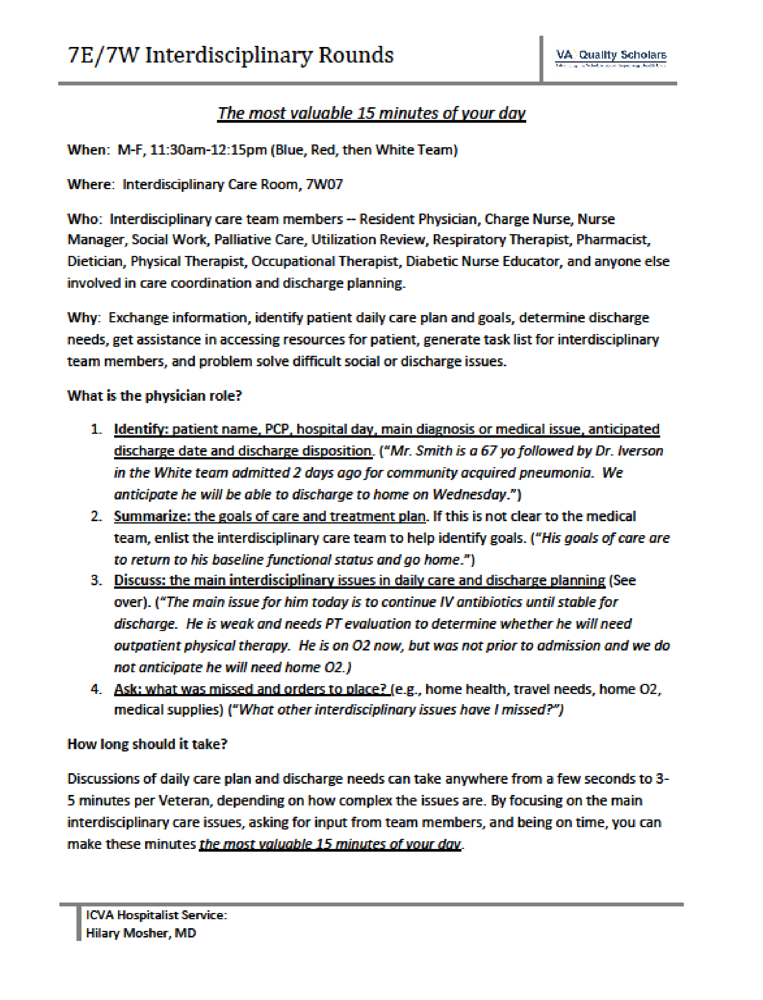 7E/7W Interdisciplinary Rounds
VA Quality Scholars
The most valuable 15 minutes of your day
When:  M-F, 11:30am-12:15pm (Blue, Red, then White Team)
Where:  Interdisciplinary Care Room, 7W07
Who:  Interdisciplinary care team members -- Resident Physician, Charge Nurse, Nurse
Manager, Social Work, Palliative Care, Utilization Review, Respiratory Therapist, Pharmacist,
Dietician, Physical Therapist, Occupational Therapist, Diabetic Nurse Educator, and anyone else
involved in care coordination and discharge planning.
Why:  Exchange information, identify patient daily care plan and goals, determine discharge
needs, get assistance in accessing resources for patient, generate task list for interdisciplinary
team members, and problem solve difficult social or discharge issues.
What is the physician role?
1. Identify: patient name, PCP, hospital day, main diagnosis or medical issue, anticipated
discharge date and discharge disposition. (“Mr. Smith is a 67 yo followed by Dr. Iverson
in the White team admitted 2 days ago for community acquired pneumonia.  We
anticipate he will be able to discharge to home on Wednesday.”)
2. Summarize: the goals of care and treatment plan. If this is not clear to the medical
team, enlist the interdisciplinary care team to help identify goals. (“His goals of care are
to return to his baseline functional status and go home.”)
3. Discuss: the main interdisciplinary issues in daily care and discharge planning (See
over). (“The main issue for him today is to continue IV antibiotics until stable for
discharge.  He is weak and needs PT evaluation to determine whether he will need
outpatient physical therapy.  He is on O2 now, but was not prior to admission and we do
not anticipate he will need home O2.)
4. Ask: what was missed and orders to place? (e.g., home health, travel needs, home O2,
medical supplies) (“What other interdisciplinary issues have I missed?”)
How long should it take?
Discussions of daily care plan and discharge needs can take anywhere from a few seconds to 3-
5 minutes per Veteran, depending on how complex the issues are. By focusing on the main
interdisciplinary care issues, asking for input from team members, and being on time, you can
make these minutes the most valuable 15 minutes of your day.
ICVA Hospitalist Service:
Hilary Mosher, MD